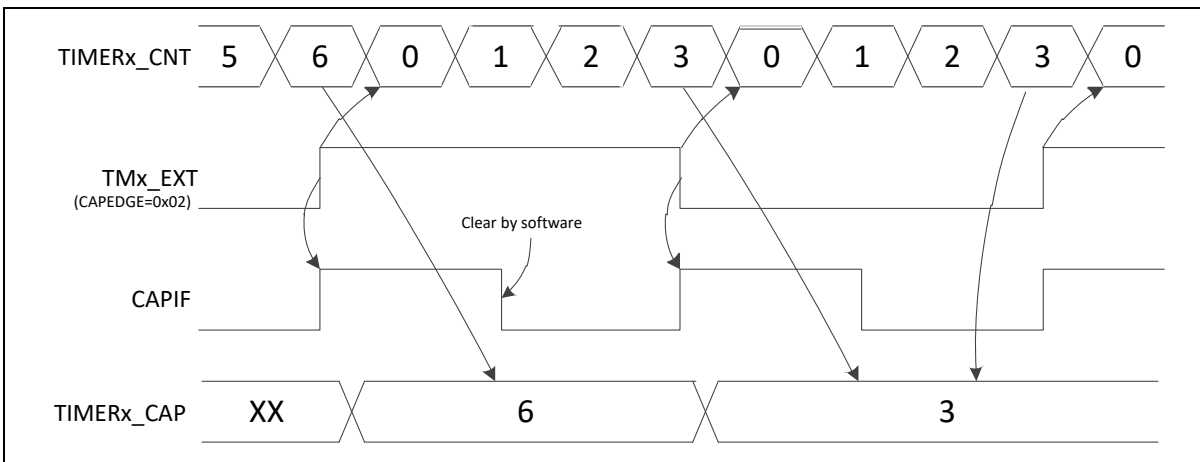 TIMERx_CNT 5 6 0 1 2 3 0 1 2 3 0
TMx_EXT
(CAPEDGE=0x02)
Clear by software
CAPIF
TIMERx_CAP XX 6 3